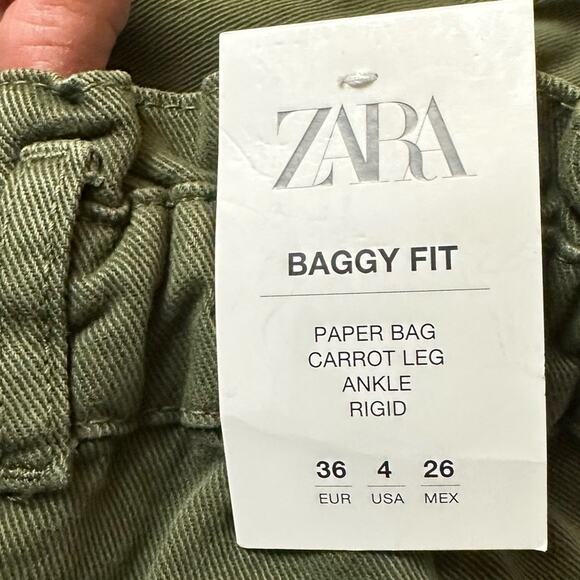 ZARA
BAGGY FIT
PAPER BAG
CARROT LEG
ANKLE
RIGID
36 4 26
EUR USA MEX